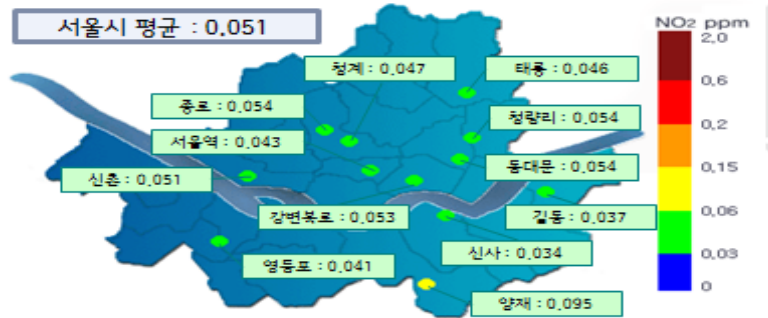 서울시 평균 : 0.051
NO2 ppm
2.0
0.6
0.2
0.15
0.06
0.03
0
청계 : 0.047
태릉 : 0.046
종로 : 0.054
청량리 : 0.054
서울역 : 0.043
동대문 : 0.054
신촌 : 0.051
강변북로 : 0.053
길동 : 0.037
신사 : 0.034
영등포 : 0.041
양재 : 0.095